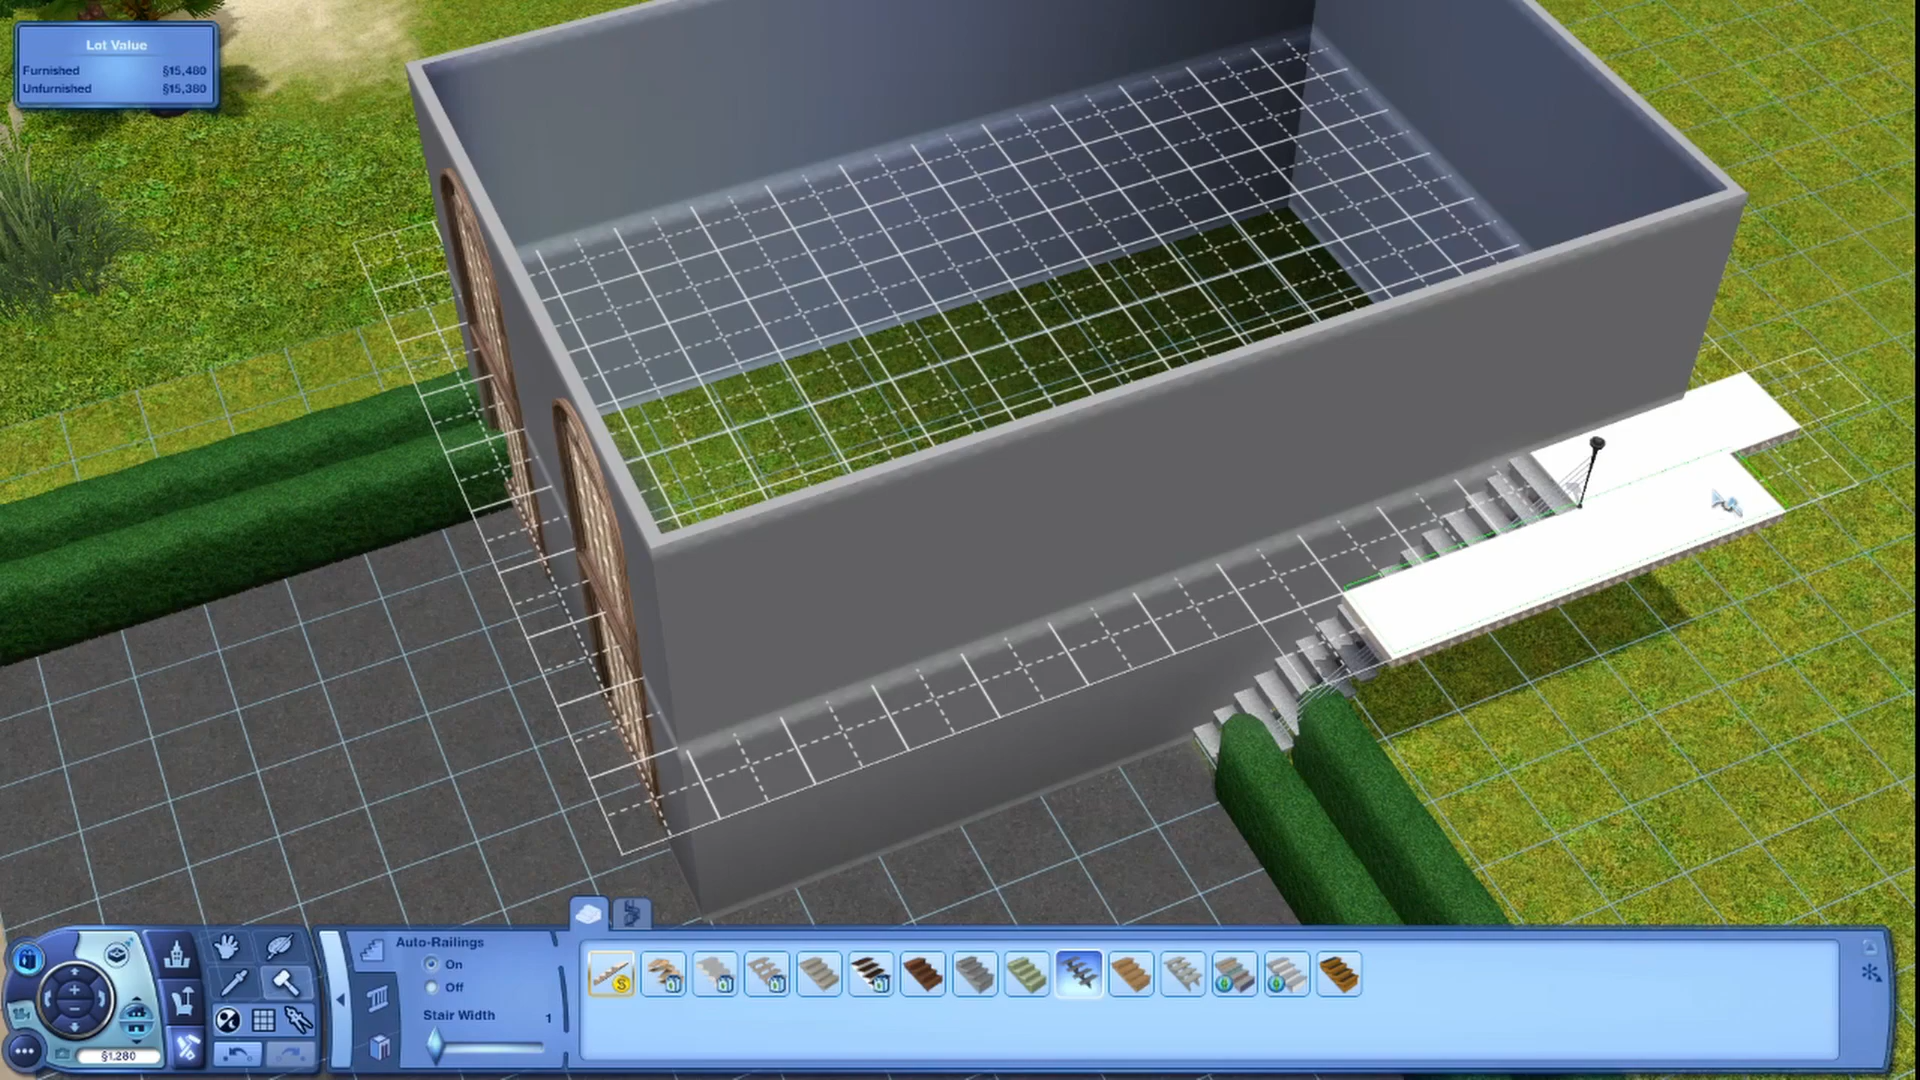 Lot Value
Furnished §15,480
Unfurnished §15,380
Auto-Railings
On
Off
Stair Width 1
§1,280